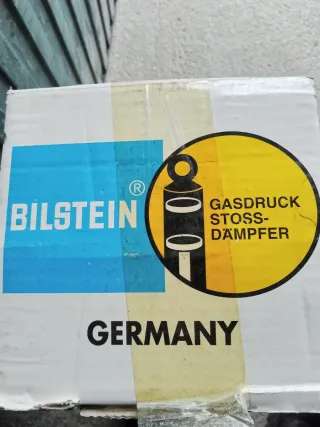 BILSTEIN®
GASDRUCK
STOSS-
DÄMPFER
GERMANY